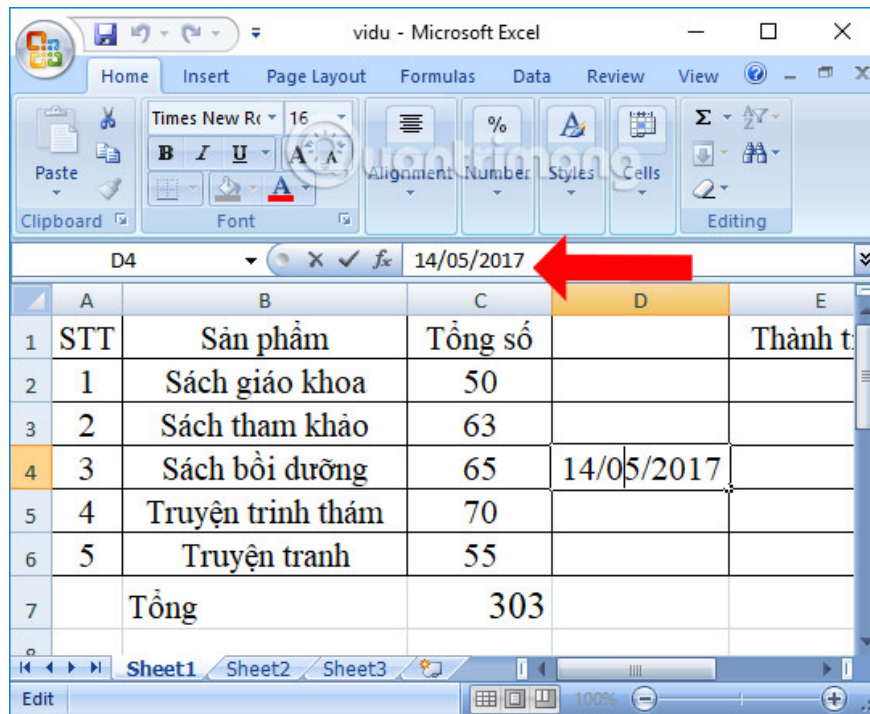 vidu - Microsoft Excel
Home Insert Page Layout Formulas Data Review View
Times New Ro 16
Paste B I U A A Alignment Number Styles Cells
Quantrimang
Clipboard Font Editing
D4 fx 14/05/2017
A B C D E
1 STT Sản phẩm Tổng số Thành
2 1 Sách giáo khoa 50
3 2 Sách tham khảo 63
4 3 Sách bồi dưỡng 65 14/05/2017
5 4 Truyện trinh thám 70
6 5 Truyện tranh 55
7 Tổng 303
Sheet1 Sheet2 Sheet3
Edit 100%